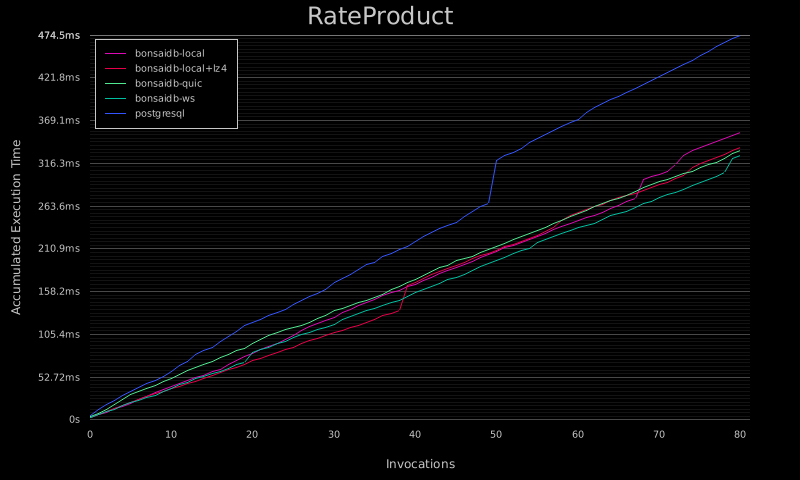 RateProduct
474.5ms
421.8ms
369.1ms
316.3ms
263.6ms
210.9ms
158.2ms
105.4ms
52.72ms
0s
Accumulated Execution Time
bonsaidb-local
bonsaidb-local+lz4
bonsaidb-quic
bonsaidb-ws
postgresql
0 10 20 30 40 50 60 70 80
Invocations